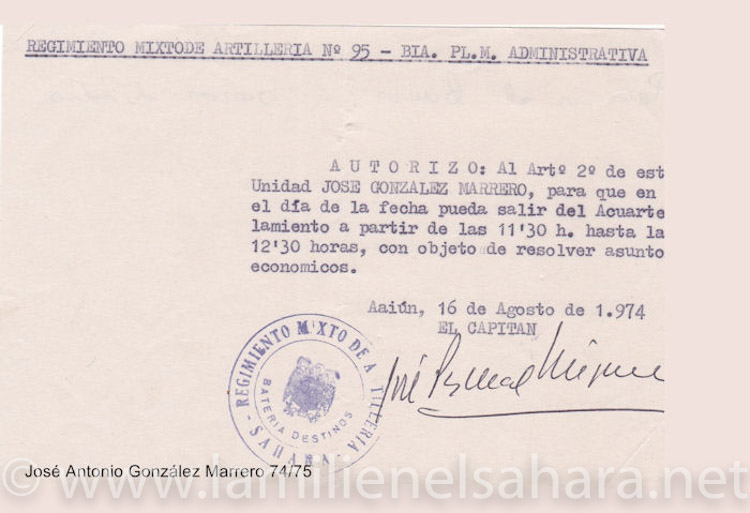 REGIMIENTO MIXTODE ARTILLERIA Nº 95 - BIA. PL.M. ADMINISTRATIVA
A U T O R I Z O: Al Artº 2º de est
Unidad JOSE GONZALEZ MARRERO, para que en
el día de la fecha pueda salir del Acuarte
lamiento a partir de las 11'30 h. hasta la
12'30 horas, con objeto de resolver asunto
economicos.
Aaiún, 16 de Agosto de 1.974
EL CAPITAN
José
REGIMIENTO MIXTO DE A TILLERIA
BATERIA DESTINOS
- SAHARA -
José Antonio González Marrero 74/75
© www.lamilienelsahara.net